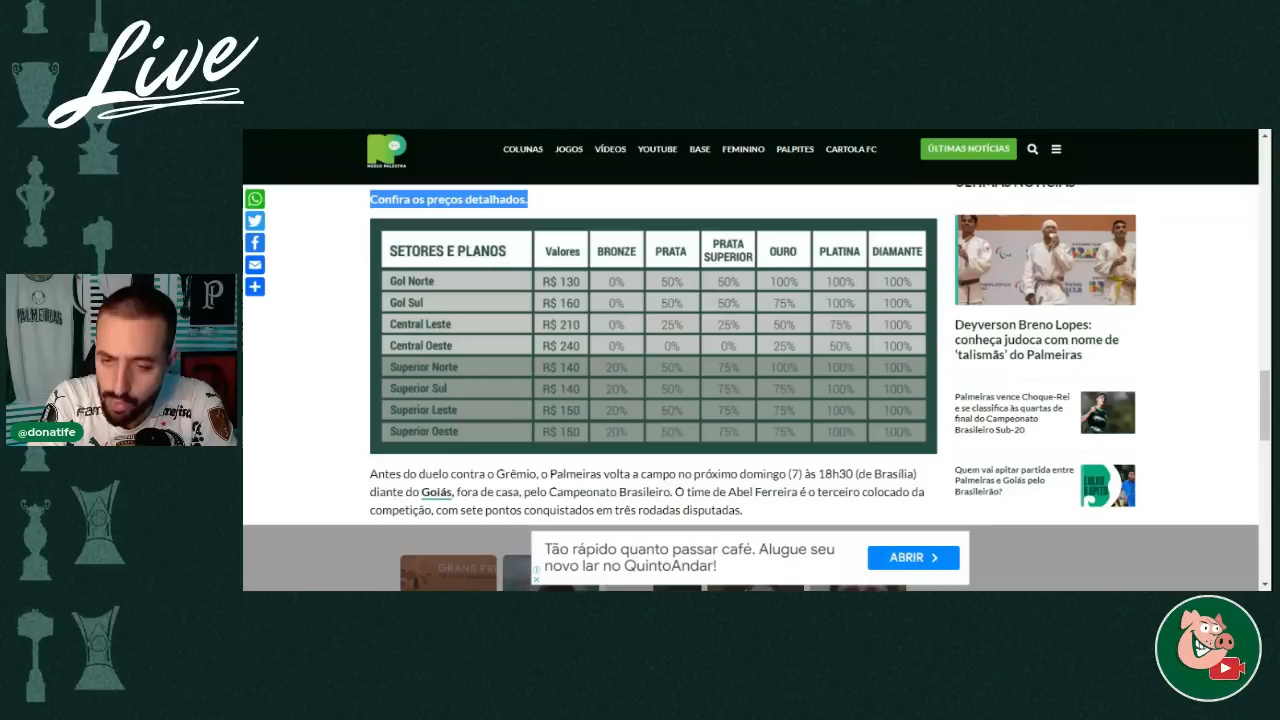 Live
NOSSO PALESTRA
COLUNAS JOGOS VÍDEOS YOUTUBE BASE FEMININO PALPITES CARTOLA FC
ÚLTIMAS NOTÍCIAS
Confira os preços detalhados.
SETORES E PLANOS Valores BRONZE PRATA PRATA SUPERIOR OURO PLATINA DIAMANTE
Gol Norte R$ 130 0% 50% 50% 100% 100% 100%
Gol Sul R$ 160 0% 50% 50% 75% 100% 100%
Central Leste R$ 210 0% 25% 25% 50% 75% 100%
Central Oeste R$ 240 0% 0% 0% 25% 50% 100%
Superior Norte R$ 140 20% 50% 75% 100% 100% 100%
Superior Sul R$ 140 20% 50% 75% 75% 100% 100%
Superior Leste R$ 150 20% 50% 75% 75% 100% 100%
Superior Oeste R$ 150 20% 50% 75% 75% 100% 100%
Antes do duelo contra o Grêmio, o Palmeiras volta a campo no próximo domingo (7) às 18h30 (de Brasília)
diante do Goiás, fora de casa, pelo Campeonato Brasileiro. O time de Abel Ferreira é o terceiro colocado da
competição, com sete pontos conquistados em três rodadas disputadas.
ÚLTIMAS NOTÍCIAS
Deyverson Breno Lopes:
conheça judoca com nome de
'talismãs' do Palmeiras
Palmeiras vence Choque-Rei
e se classifica às quartas de
final do Campeonato
Brasileiro Sub-20
Quem vai apitar partida entre
Palmeiras e Goiás pelo
Brasileirão?
PALMEIRAS
P
@donatife
GRAND PRI
Tão rápido quanto passar café. Alugue seu
novo lar no QuintoAndar!
ABRIR